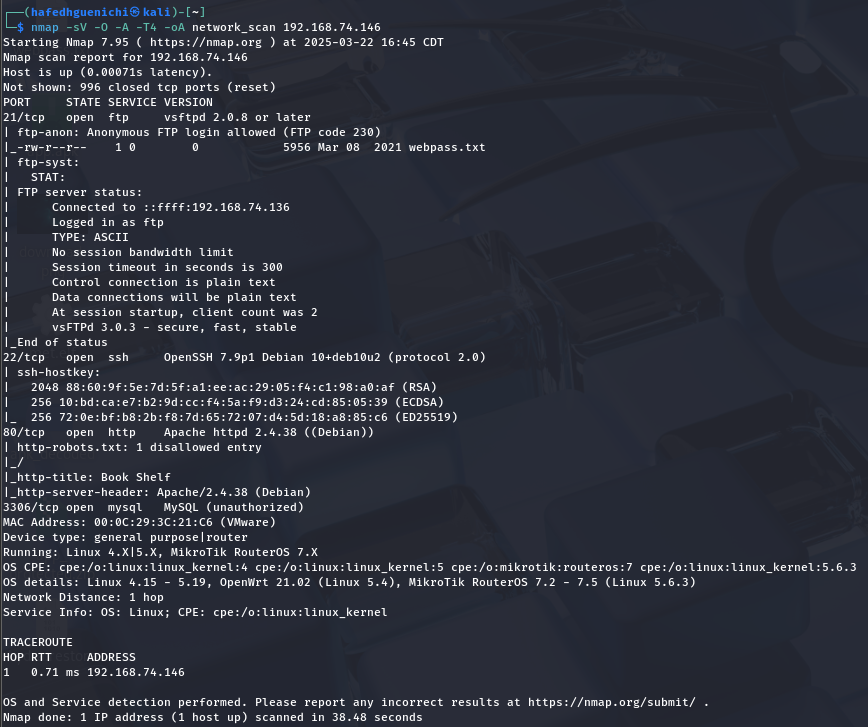 ┌──(hafedhguenichi㉿kali)-[~]
└─$ nmap -sV -O -A -T4 -oA network_scan 192.168.74.146
Starting Nmap 7.95 ( https://nmap.org ) at 2025-03-22 16:45 CDT
Nmap scan report for 192.168.74.146
Host is up (0.00071s latency).
Not shown: 996 closed tcp ports (reset)
PORT     STATE SERVICE VERSION
21/tcp   open  ftp     vsftpd 2.0.8 or later
| ftp-anon: Anonymous FTP login allowed (FTP code 230)
|_-rw-r--r--    1 0        0            5956 Mar 08  2021 webpass.txt
| ftp-syst:
|   STAT:
| FTP server status:
|      Connected to ::ffff:192.168.74.136
|      Logged in as ftp
|      TYPE: ASCII
|      No session bandwidth limit
|      Session timeout in seconds is 300
|      Control connection is plain text
|      Data connections will be plain text
|      At session startup, client count was 2
|      vsFTPd 3.0.3 - secure, fast, stable
|_End of status
22/tcp   open  ssh     OpenSSH 7.9p1 Debian 10+deb10u2 (protocol 2.0)
| ssh-hostkey:
|   2048 88:60:9f:5e:7d:5f:a1:ee:ac:29:05:f4:c1:98:a0:af (RSA)
|   256 10:bd:ca:e7:b2:9d:cc:f4:5a:f9:d3:24:cd:85:05:39 (ECDSA)
|_  256 72:0e:bf:b8:2b:f8:7d:65:72:07:d4:5d:18:a8:85:c6 (ED25519)
80/tcp   open  http    Apache httpd 2.4.38 ((Debian))
| http-robots.txt: 1 disallowed entry
|_/
|_http-title: Book Shelf
|_http-server-header: Apache/2.4.38 (Debian)
3306/tcp open  mysql   MySQL (unauthorized)
MAC Address: 00:0C:29:3C:21:C6 (VMware)
Device type: general purpose|router
Running: Linux 4.X|5.X, MikroTik RouterOS 7.X
OS CPE: cpe:/o:linux:linux_kernel:4 cpe:/o:linux:linux_kernel:5 cpe:/o:mikrotik:routeros:7 cpe:/o:linux:linux_kernel:5.6.3
OS details: Linux 4.15 - 5.19, OpenWrt 21.02 (Linux 5.4), MikroTik RouterOS 7.2 - 7.5 (Linux 5.6.3)
Network Distance: 1 hop
Service Info: OS: Linux; CPE: cpe:/o:linux:linux_kernel

TRACEROUTE
HOP RTT     ADDRESS
1   0.71 ms 192.168.74.146

OS and Service detection performed. Please report any incorrect results at https://nmap.org/submit/ .
Nmap done: 1 IP address (1 host up) scanned in 38.48 seconds